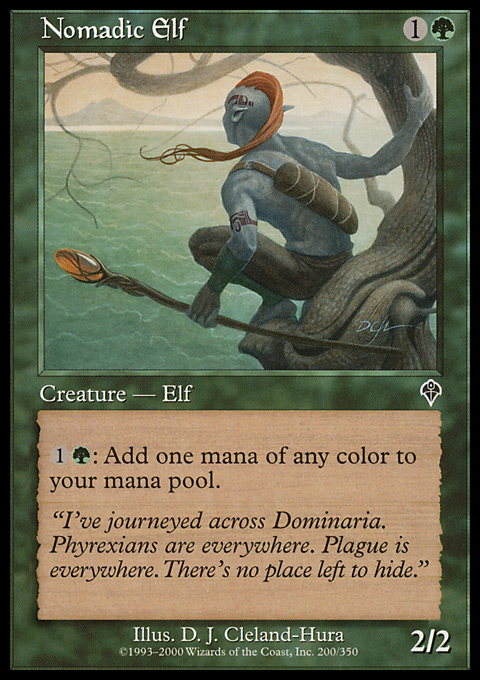 Nomadic Elf 1
DCJH
Creature — Elf
1 : Add one mana of any color to
your mana pool.
“I've journeyed across Dominaria.
Phyrexians are everywhere. Plague is
everywhere. There's no place left to hide.”
Illus. D. J. Cleland-Hura
2/2
©1993–2000 Wizards of the Coast, Inc. 200/350